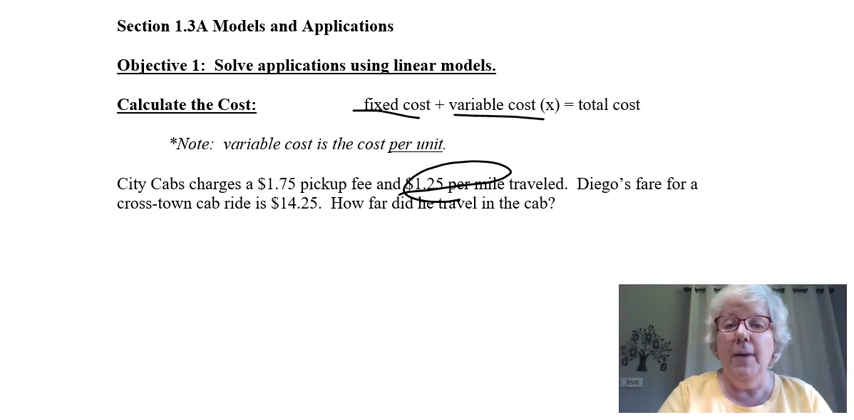 Section 1.3A Models and Applications
Objective 1: Solve applications using linear models.
Calculate the Cost: fixed cost + variable cost (x) = total cost
*Note: variable cost is the cost per unit.
City Cabs charges a $1.75 pickup fee and $1.25 per mile traveled. Diego's fare for a
cross-town cab ride is $14.25. How far did he travel in the cab?